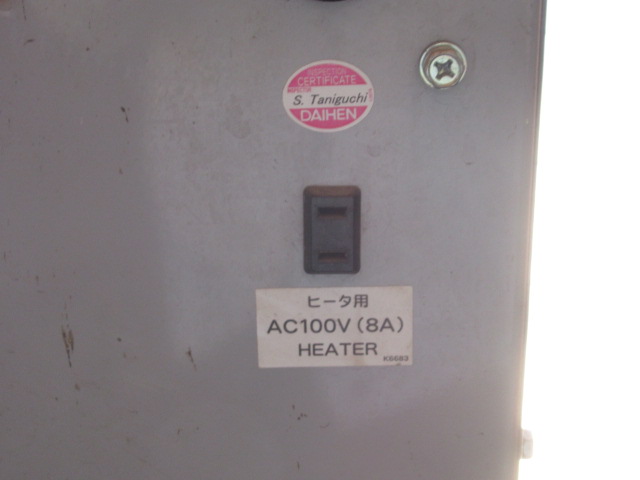 INSPECTION
CERTIFICATE
S. Taniguchi
DAIHEN
ヒータ用
AC100V(8A)
HEATER
K6683